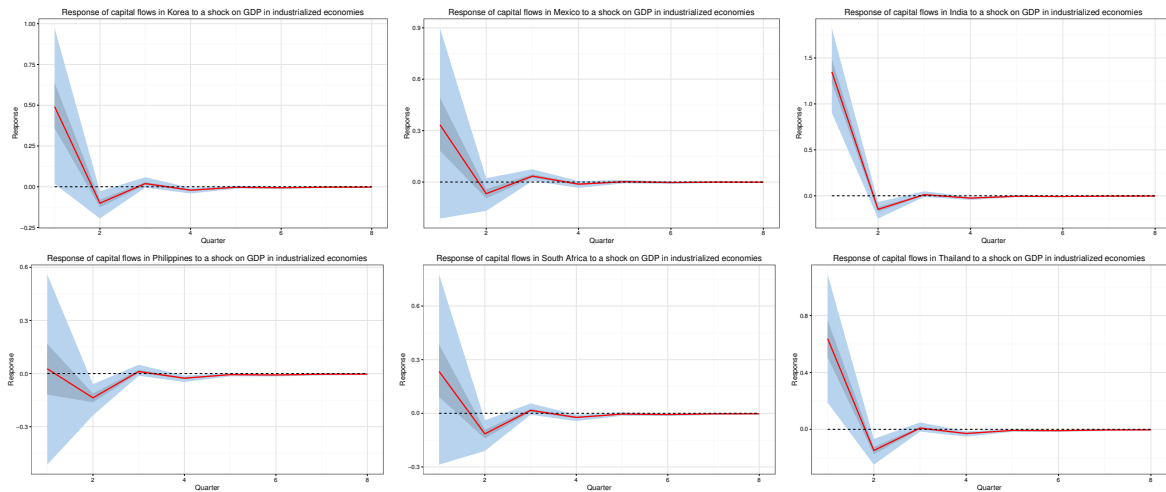 Response of capital flows in Korea to a shock on GDP in industrialized economies
1.00
0.75
0.50
0.25
0.00
−0.25
Response
2
4
6
8
Quarter
Response of capital flows in Mexico to a shock on GDP in industrialized economies
0.9
0.6
0.3
0.0
Response
2
4
6
8
Quarter
Response of capital flows in India to a shock on GDP in industrialized economies
1.5
1.0
0.5
0.0
Response
2
4
6
8
Quarter
Response of capital flows in Philippines to a shock on GDP in industrialized economies
0.6
0.3
0.0
−0.3
Response
2
4
6
8
Quarter
Response of capital flows in South Africa to a shock on GDP in industrialized economies
0.6
0.3
0.0
−0.3
Response
2
4
6
8
Quarter
Response of capital flows in Thailand to a shock on GDP in industrialized economies
0.8
0.4
0.0
Response
2
4
6
8
Quarter